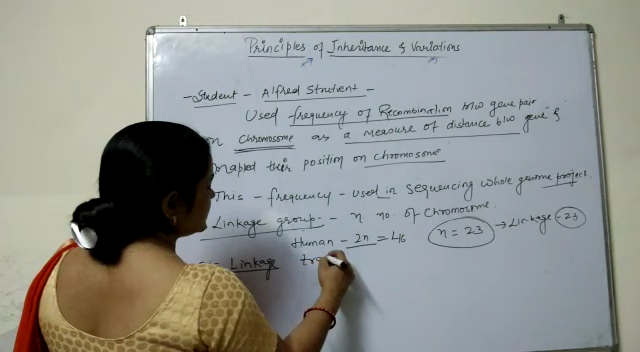 Principles of Inheritance & Variations
- Student - Alfred Strutvent -
Used frequency of Recombination b/w gene pair
on Chromosome as a measure of distance b/w gene &
mapped their position on chromosome
This - frequency - used in sequencing whole genome project.
Linkage group - n no. of Chromosome
Human - 2n = 46 n = 23 → Linkage - 23
Linkage